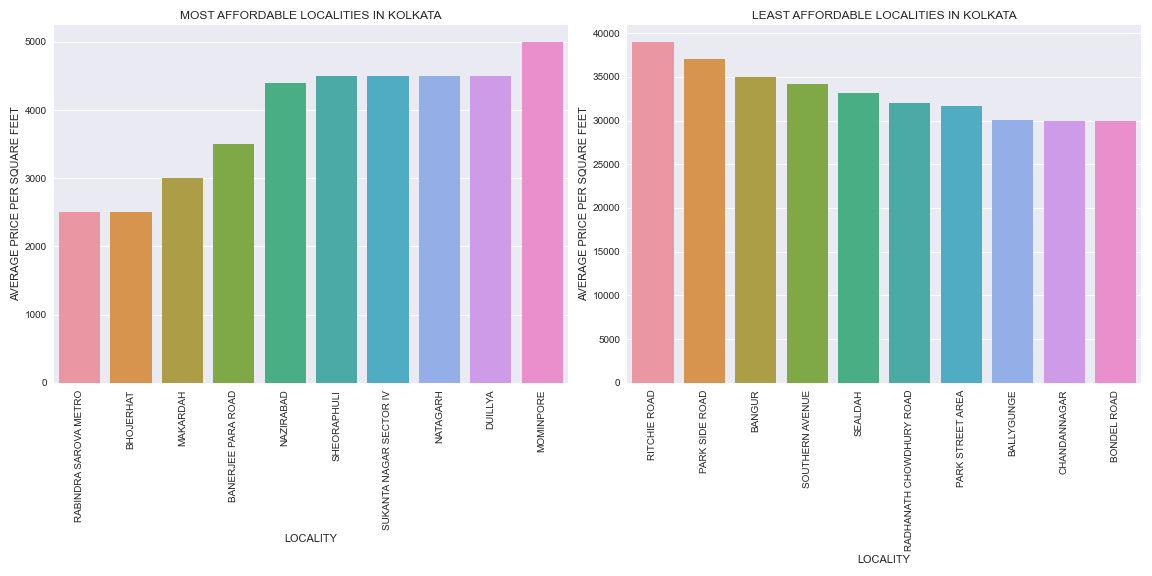 MOST AFFORDABLE LOCALITIES IN KOLKATA
AVERAGE PRICE PER SQUARE FEET
5000
4000
3000
2000
1000
0
RABINDRA SAROVA METRO
BHOJERHAT
MAKARDAH
BANERJEE PARA ROAD
NAZIRABAD
SHEORAPHULI
SUKANTA NAGAR SECTOR IV
NATAGARH
DUILLYA
MOMINPORE
LOCALITY
LEAST AFFORDABLE LOCALITIES IN KOLKATA
AVERAGE PRICE PER SQUARE FEET
40000
35000
30000
25000
20000
15000
10000
5000
0
RITCHIE ROAD
PARK SIDE ROAD
BANGUR
SOUTHERN AVENUE
SEALDAH
RADHANATH CHOWDHURY ROAD
PARK STREET AREA
BALLYGUNGE
CHANDANNAGAR
BONDEL ROAD
LOCALITY